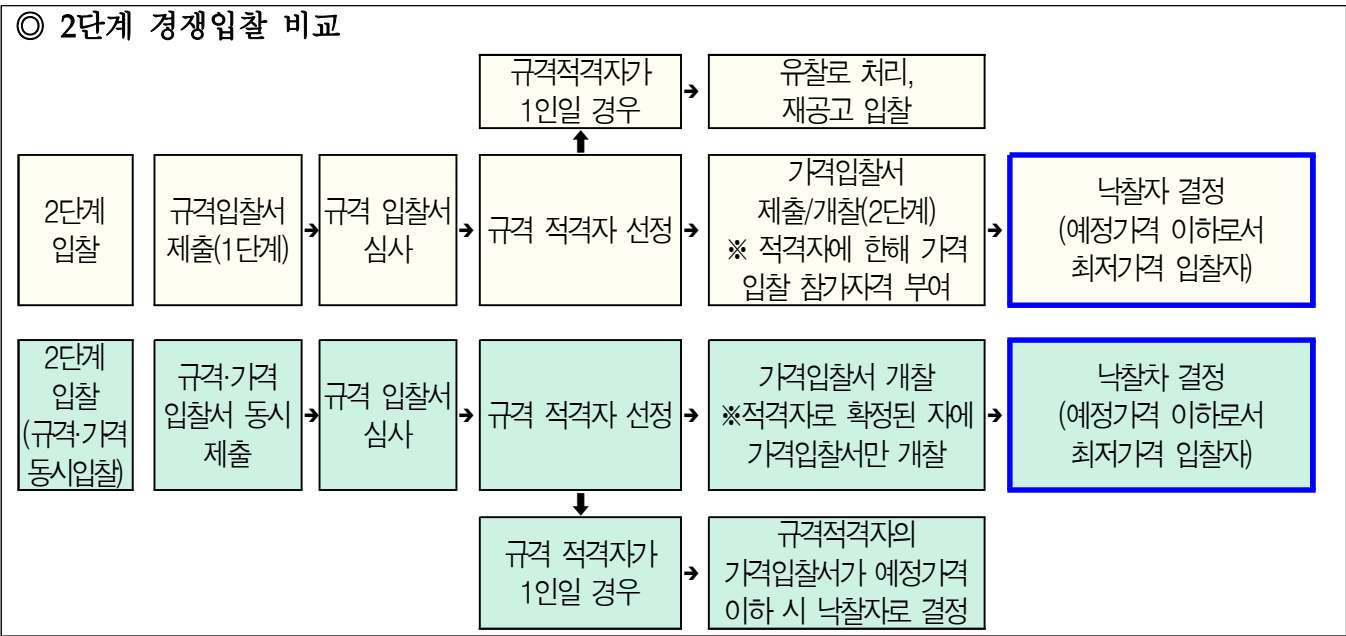 ◎ 2단계 경쟁입찰 비교
규격적격자가
1인일 경우
➔
유찰로 처리,
재공고 입찰
2단계
입찰
규격입찰서
제출(1단계)
➔
규격 입찰서
심사
➔
규격 적격자 선정
➔
가격입찰서
제출/개찰(2단계)
※ 적격자에 한해 가격
입찰 참가자격 부여
➔
낙찰자 결정
(예정가격 이하로서
최저가격 입찰자)
2단계
입찰
(규격·가격
동시입찰)
규격·가격
입찰서 동시
제출
➔
규격 입찰서
심사
➔
규격 적격자 선정
➔
가격입찰서 개찰
※적격자로 확정된 자에
가격입찰서만 개찰
➔
낙찰차 결정
(예정가격 이하로서
최저가격 입찰자)
규격 적격자가
1인일 경우
➔
규격적격자의
가격입찰서가 예정가격
이하 시 낙찰자로 결정